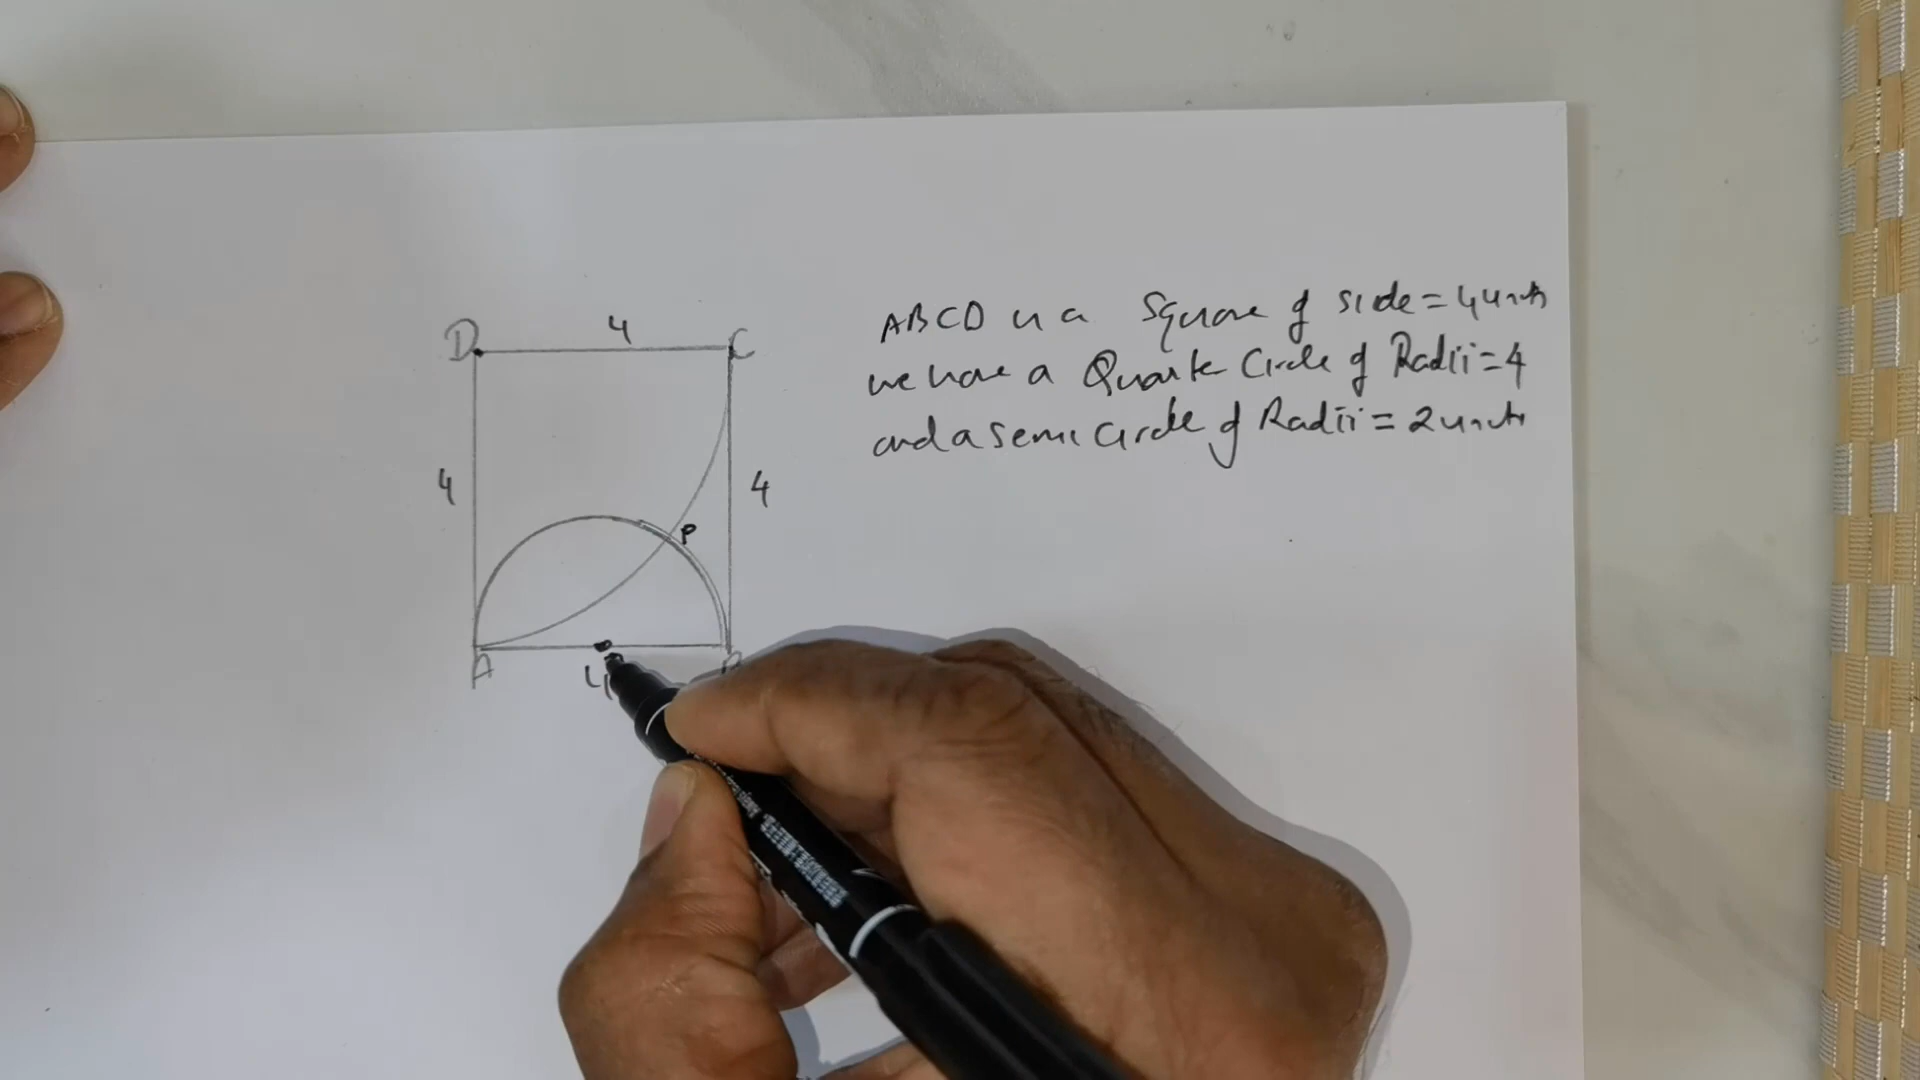 4
D C
ABCD is a Square of side = 4 units
we have a Quarter Circle of Radii = 4
and a semi Circle of Radii = 2 units
4 4
P
A
4